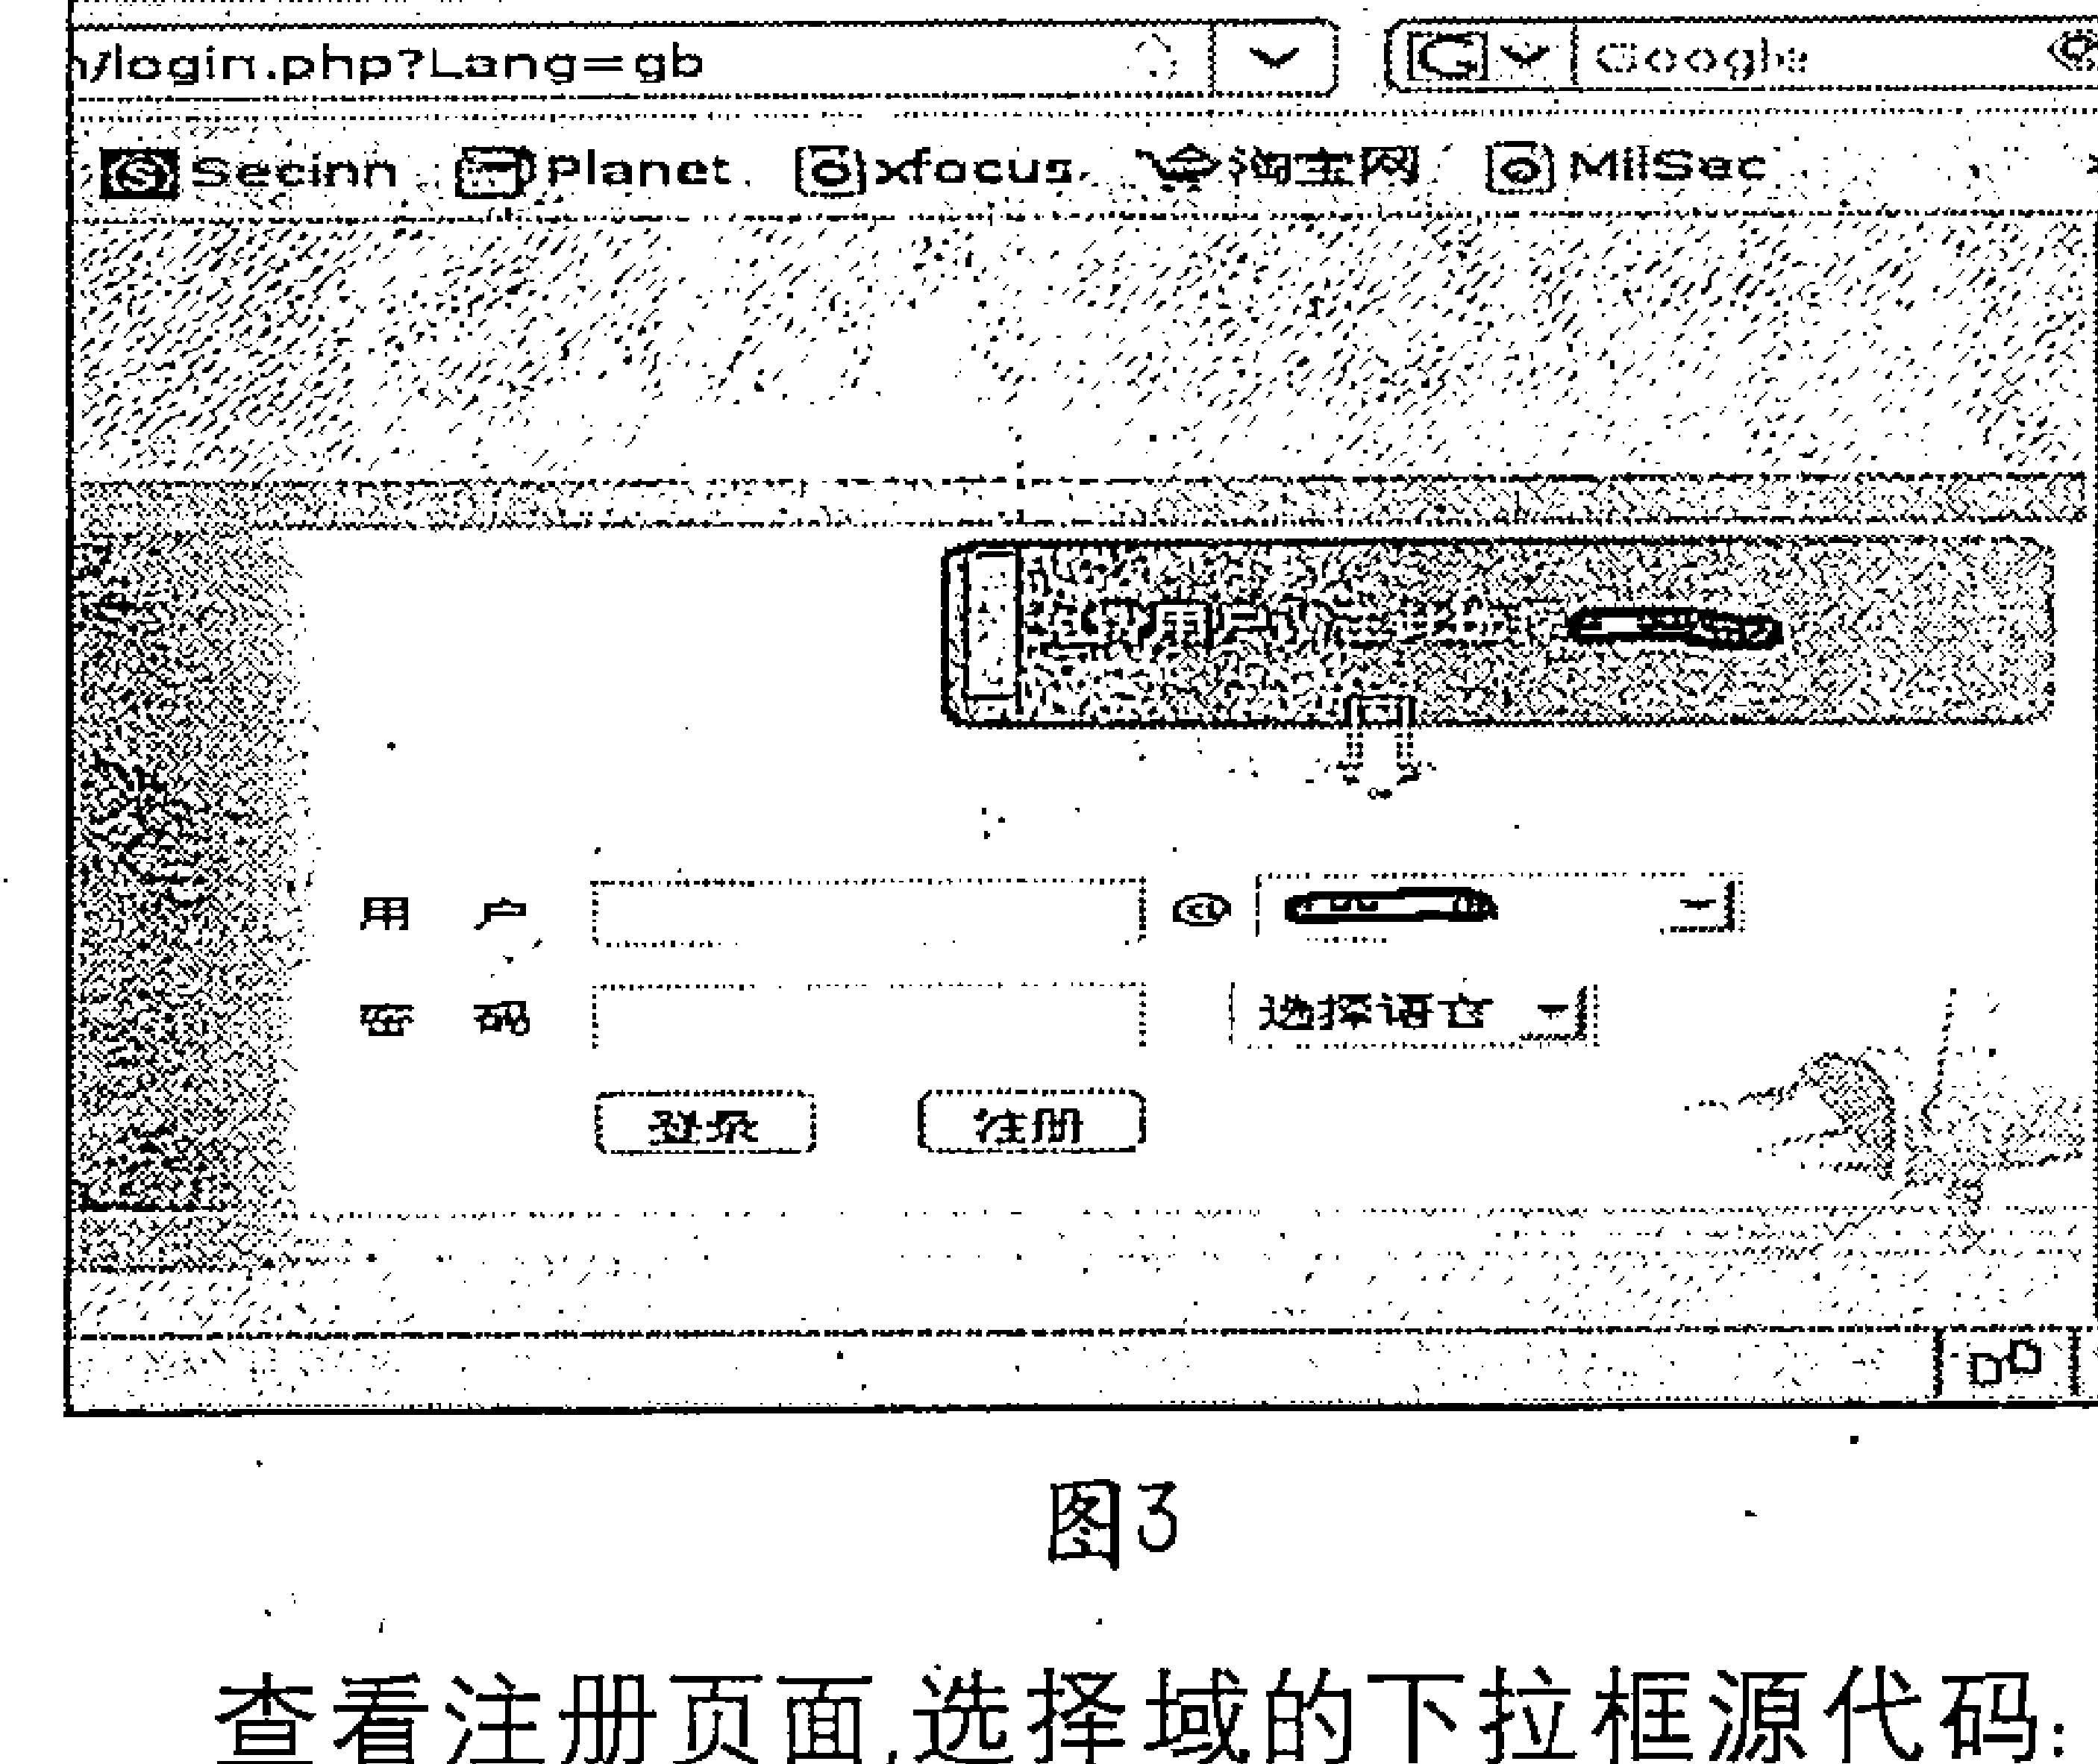 /login.php?Lang=gb Google
Secinn Planet xfocus 淘宝网 MilSec
用户
用 户 @
密 码 选择语言
登录 注册
图3
查看注册页面,选择域的下拉框源代码: